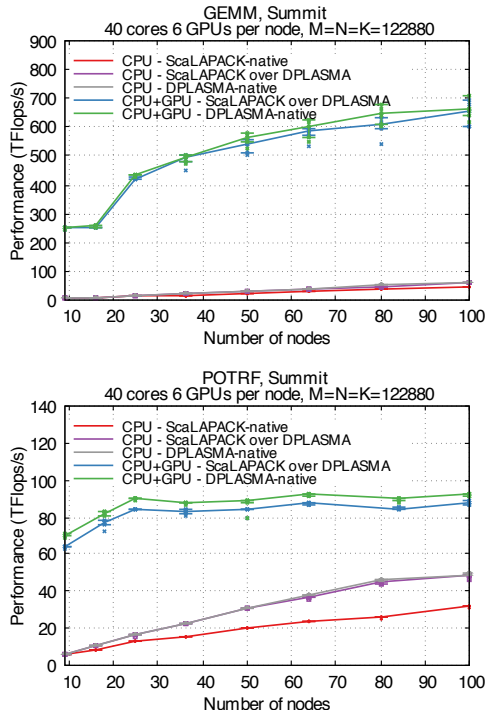 GEMM, Summit
40 cores 6 GPUs per node, M=N=K=122880
900
800
700
600
500
400
300
200
100
0
Performance (TFlops/s)
CPU - ScaLAPACK-native
CPU - ScaLAPACK over DPLASMA
CPU - DPLASMA-native
CPU+GPU - ScaLAPACK over DPLASMA
CPU+GPU - DPLASMA-native
10 20 30 40 50 60 70 80 90 100
Number of nodes
POTRF, Summit
40 cores 6 GPUs per node, M=N=K=122880
140
120
100
80
60
40
20
0
Performance (TFlops/s)
CPU - ScaLAPACK-native
CPU - ScaLAPACK over DPLASMA
CPU - DPLASMA-native
CPU+GPU - ScaLAPACK over DPLASMA
CPU+GPU - DPLASMA-native
10 20 30 40 50 60 70 80 90 100
Number of nodes